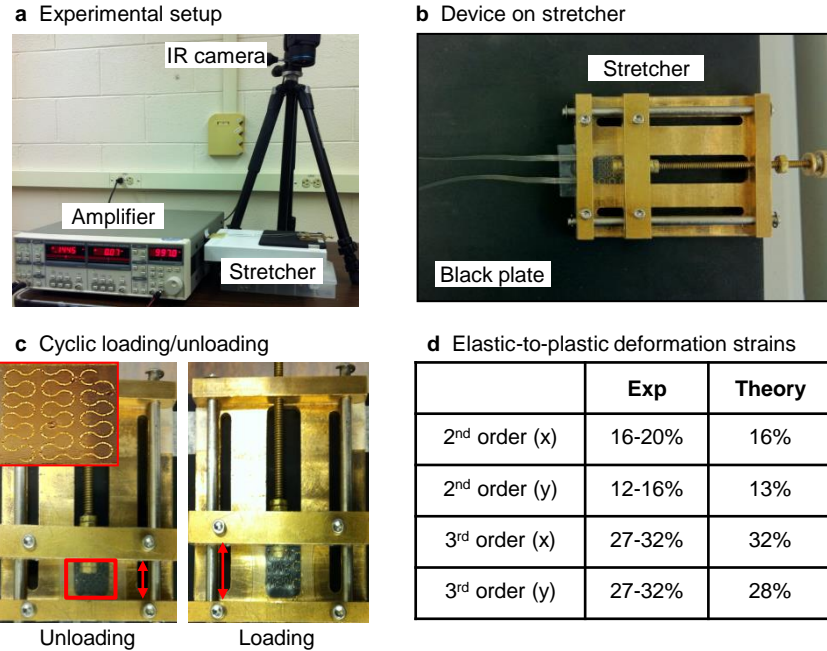 a Experimental setup
IR camera
Amplifier
Stretcher
b Device on stretcher
Stretcher
Black plate
c Cyclic loading/unloading
Unloading
Loading
d Elastic-to-plastic deformation strains
Exp Theory
2nd order (x) 16-20% 16%
2nd order (y) 12-16% 13%
3rd order (x) 27-32% 32%
3rd order (y) 27-32% 28%